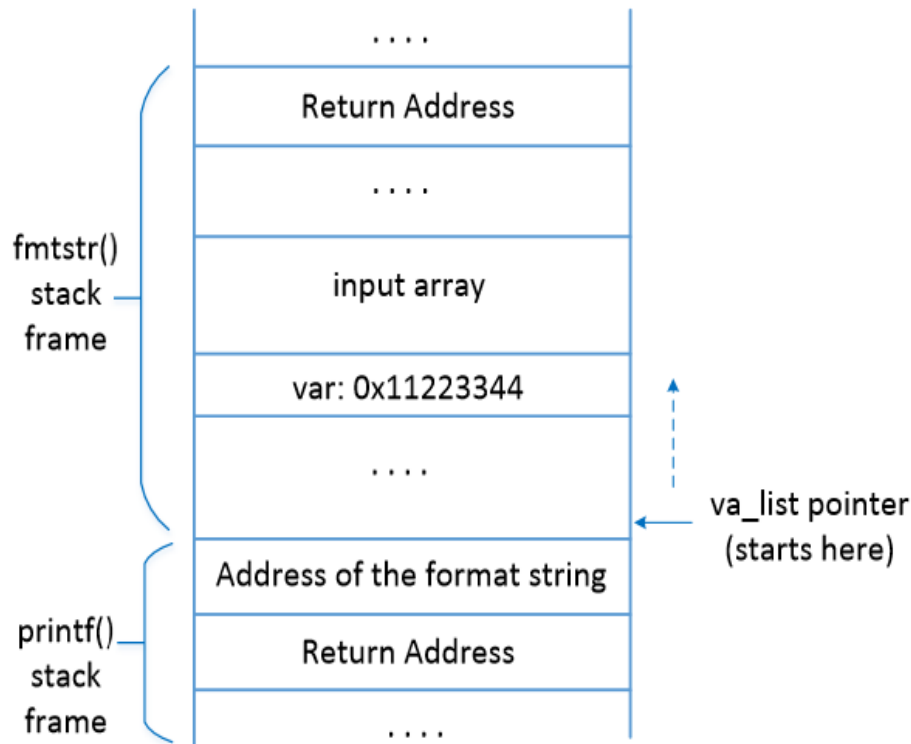 . . . .
Return Address
. . . .
fmtstr()
stack
frame
input array
var: 0x11223344
. . . .
va_list pointer
(starts here)
Address of the format string
printf()
stack
frame
Return Address
. . . .